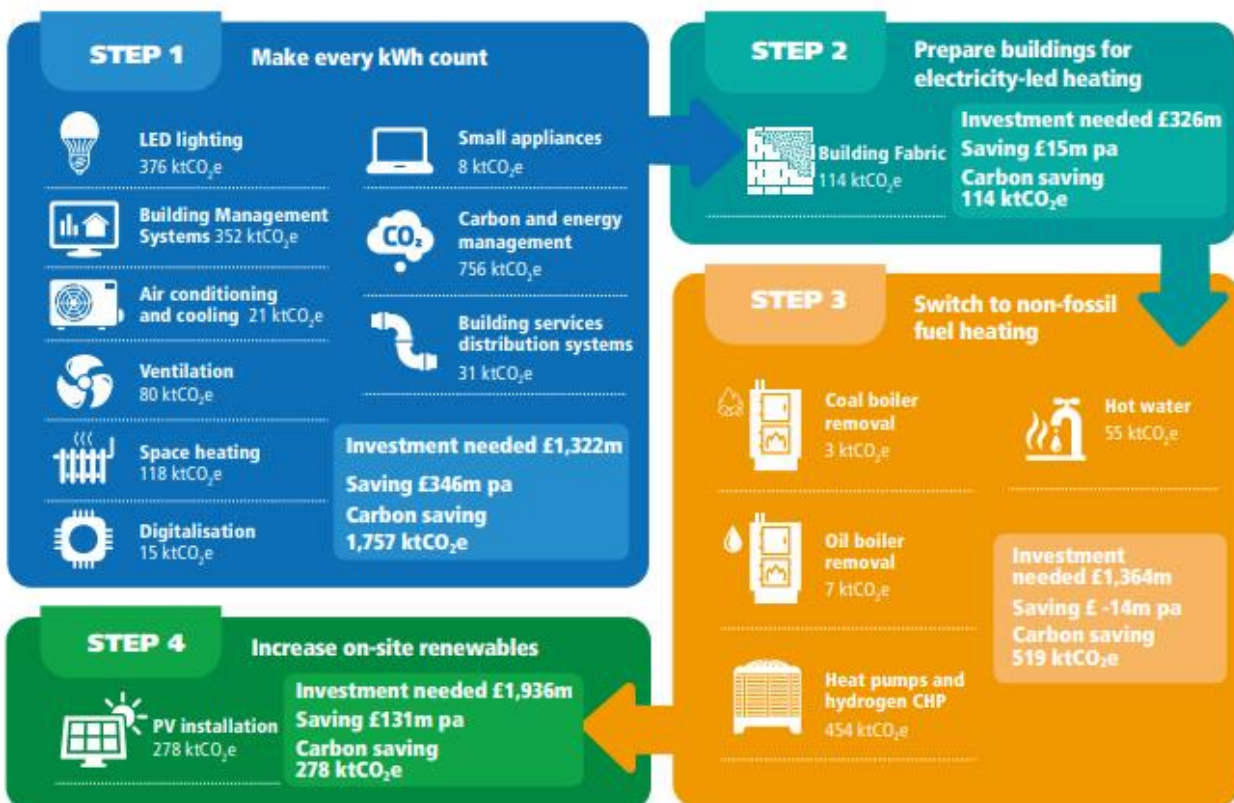 STEP 1
Make every kWh count
LED lighting
376 ktCO₂e
Building Management
Systems 352 ktCO₂e
Air conditioning
and cooling 21 ktCO₂e
Ventilation
80 ktCO₂e
Space heating
118 ktCO₂e
Digitalisation
15 ktCO₂e
Small appliances
8 ktCO₂e
CO₂
Carbon and energy
management
756 ktCO₂e
Building services
distribution systems
31 ktCO₂e
Investment needed £1,322m
Saving £346m pa
Carbon saving
1,757 ktCO₂e
STEP 2
Prepare buildings for
electricity-led heating
Building Fabric
114 ktCO₂e
Investment needed £326m
Saving £15m pa
Carbon saving
114 ktCO₂e
STEP 3
Switch to non-fossil
fuel heating
Coal boiler
removal
3 ktCO₂e
Oil boiler
removal
7 ktCO₂e
Heat pumps and
hydrogen CHP
454 ktCO₂e
Hot water
55 ktCO₂e
Investment
needed £1,364m
Saving £ -14m pa
Carbon saving
519 ktCO₂e
STEP 4
Increase on-site renewables
PV installation
278 ktCO₂e
Investment needed £1,936m
Saving £131m pa
Carbon saving
278 ktCO₂e